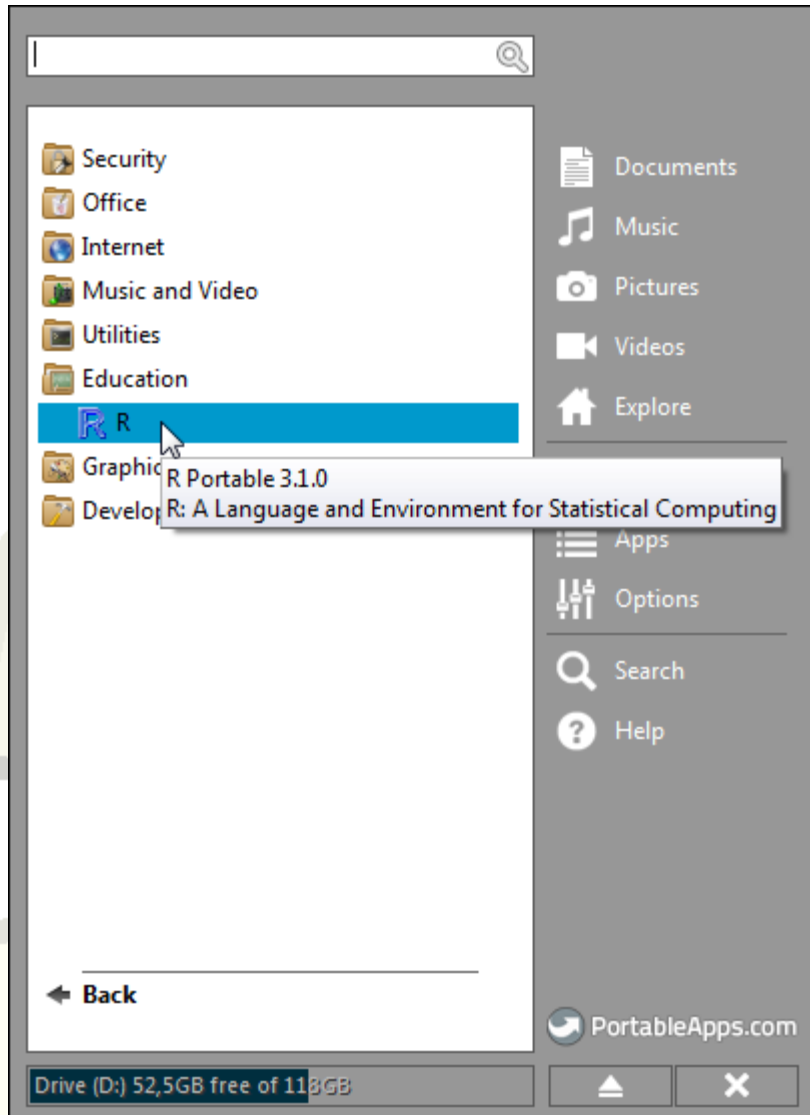 Security
Office
Internet
Music and Video
Utilities
Education
R
Graphic
Develop
R Portable 3.1.0
R: A Language and Environment for Statistical Computing
Back
Drive (D:) 52,5GB free of 118GB
Documents
Music
Pictures
Videos
Explore
Apps
Options
Search
Help
PortableApps.com